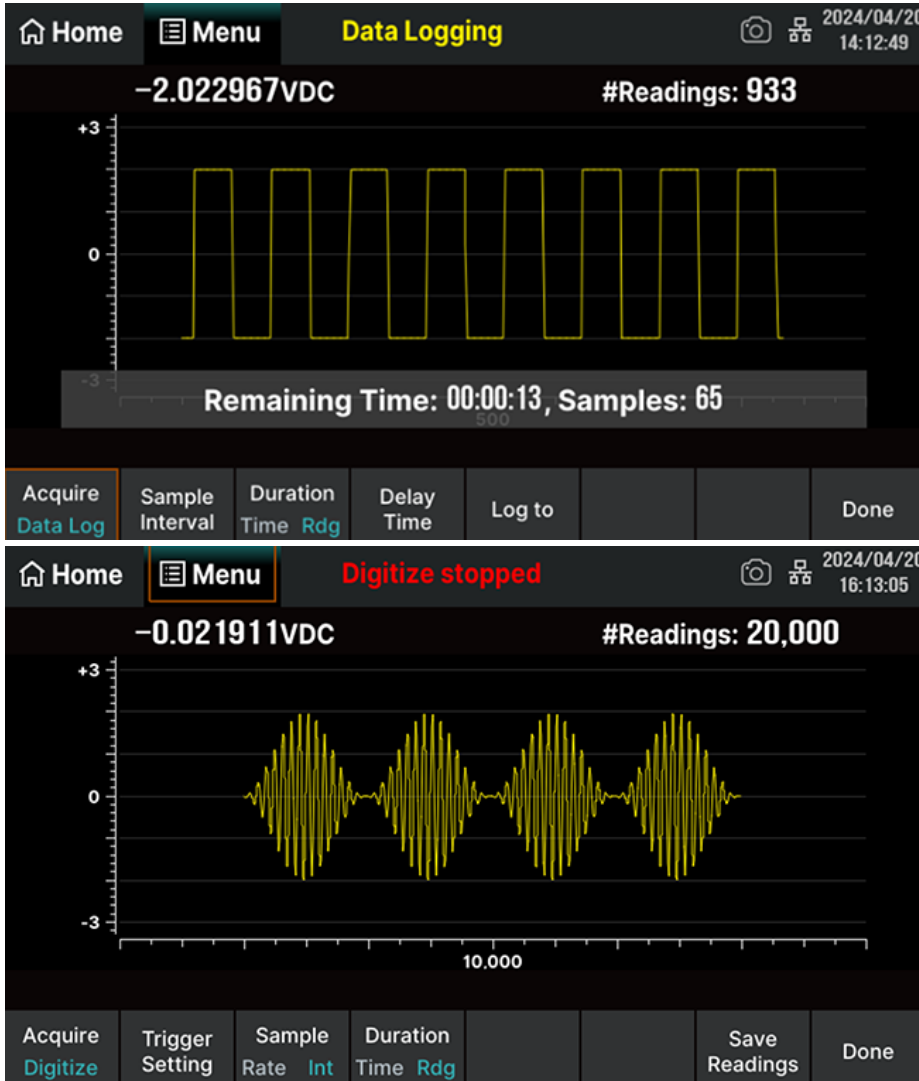 Home Menu Data Logging 2024/04/20
14:12:49
-2.022967VDC #Readings: 933
+3
0
-3
Remaining Time: 00:00:13, Samples: 65
500
Acquire Sample Duration Delay Log to Done
Data Log Interval Time Rdg Time
Home Menu Digitize stopped 2024/04/20
16:13:05
-0.021911VDC #Readings: 20,000
+3
0
-3
10,000
Acquire Trigger Sample Duration Save Done
Digitize Setting Rate Int Time Rdg Readings